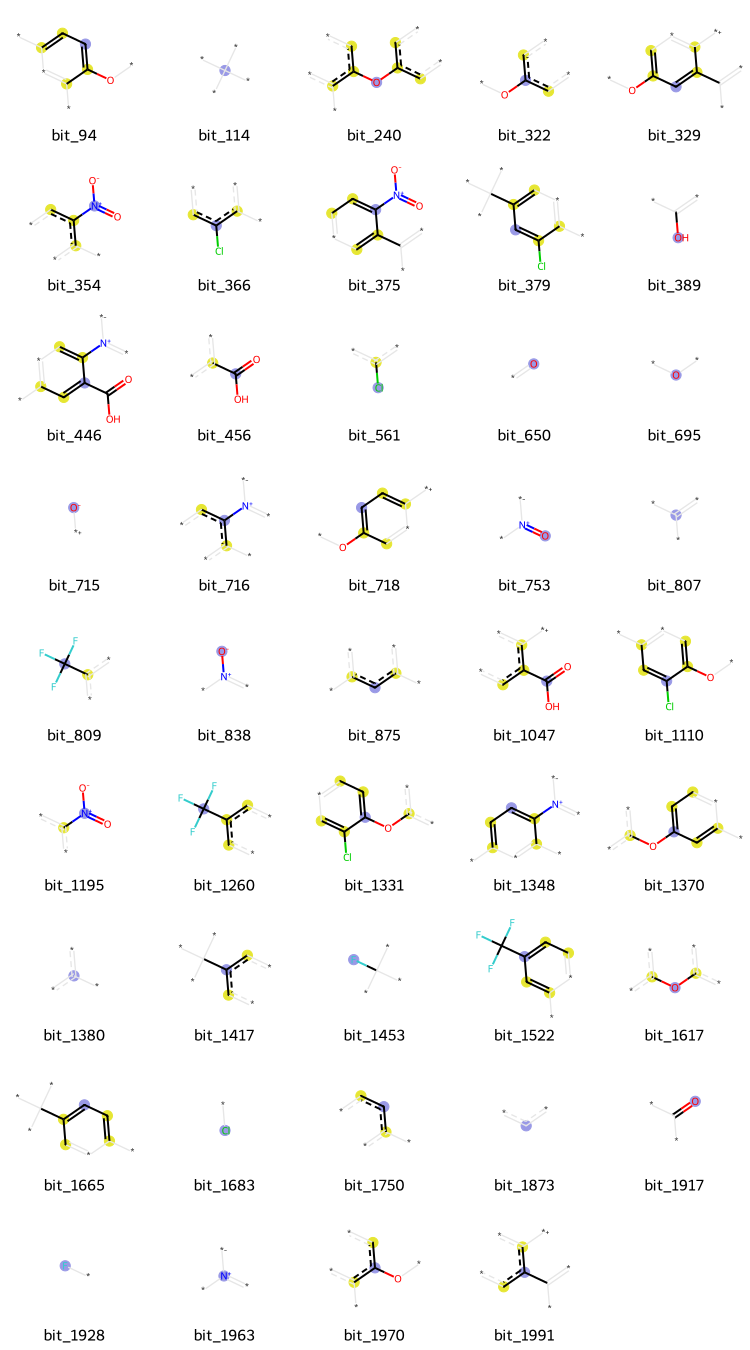 bit_94 bit_114 bit_240 bit_322 bit_329
bit_354 bit_366 bit_375 bit_379 bit_389
bit_446 bit_456 bit_561 bit_650 bit_695
bit_715 bit_716 bit_718 bit_753 bit_807
bit_809 bit_838 bit_875 bit_1047 bit_1110
bit_1195 bit_1260 bit_1331 bit_1348 bit_1370
bit_1380 bit_1417 bit_1453 bit_1522 bit_1617
bit_1665 bit_1683 bit_1750 bit_1873 bit_1917
bit_1928 bit_1963 bit_1970 bit_1991